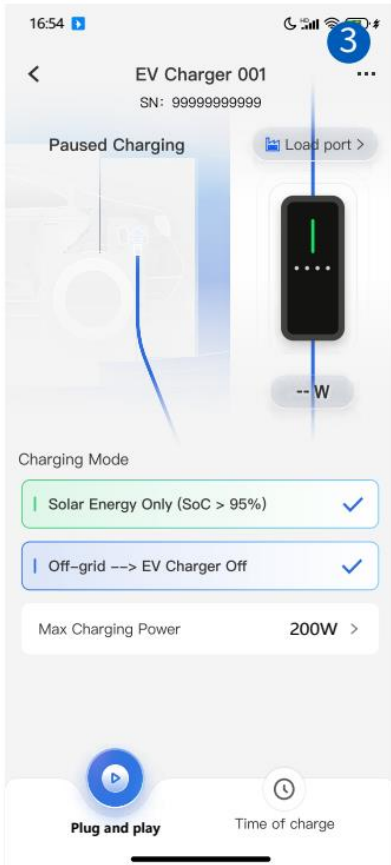 16:54
3
EV Charger 001
SN: 99999999999
Paused Charging
Load port >
-- W
Charging Mode
Solar Energy Only (SoC > 95%)
Off-grid --> EV Charger Off
Max Charging Power 200W >
Plug and play
Time of charge